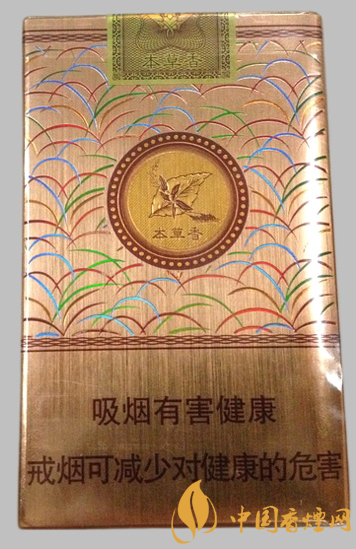 本草香
本草香
吸烟有害健康
戒烟可减少对健康的危害
中国香烟网